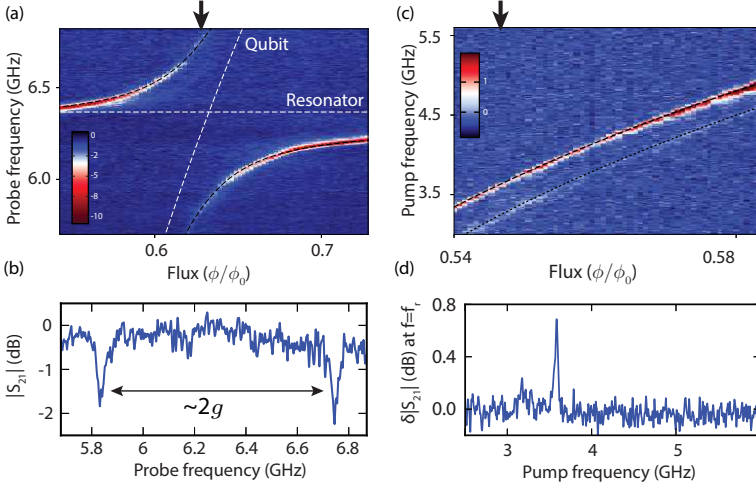 (a)
Probe frequency (GHz)
6.5
6.0
Qubit
Resonator
0
-2
-5
-8
-10
0.6
0.7
Flux (ϕ/ϕ₀)
(b)
|S₂₁| (dB)
0
-1
-2
~2g
5.8
6
6.2
6.4
6.6
6.8
Probe frequency (GHz)
(c)
Pump frequency (GHz)
5.5
4.5
3.5
1
0
0.54
0.58
Flux (ϕ/ϕ₀)
(d)
δ|S₂₁| (dB) at f=fᵣ
0.8
0.4
0.0
3
4
5
Pump frequency (GHz)